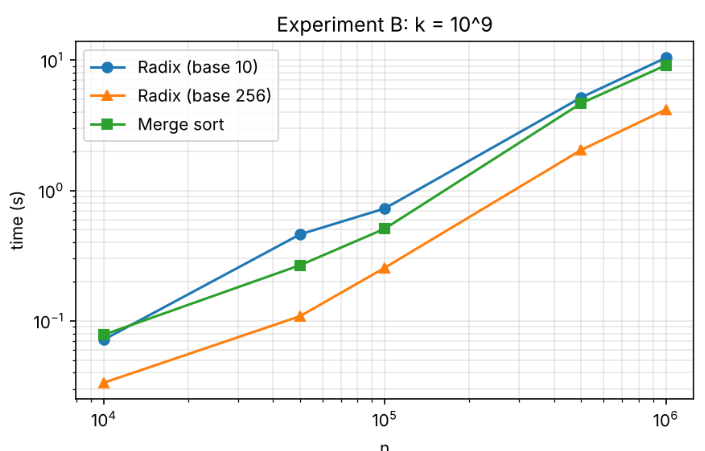 Experiment B: k = 10^9
Radix (base 10)
Radix (base 256)
Merge sort
time (s)
10¹
10⁰
10⁻¹
10⁴ 10⁵ 10⁶
n